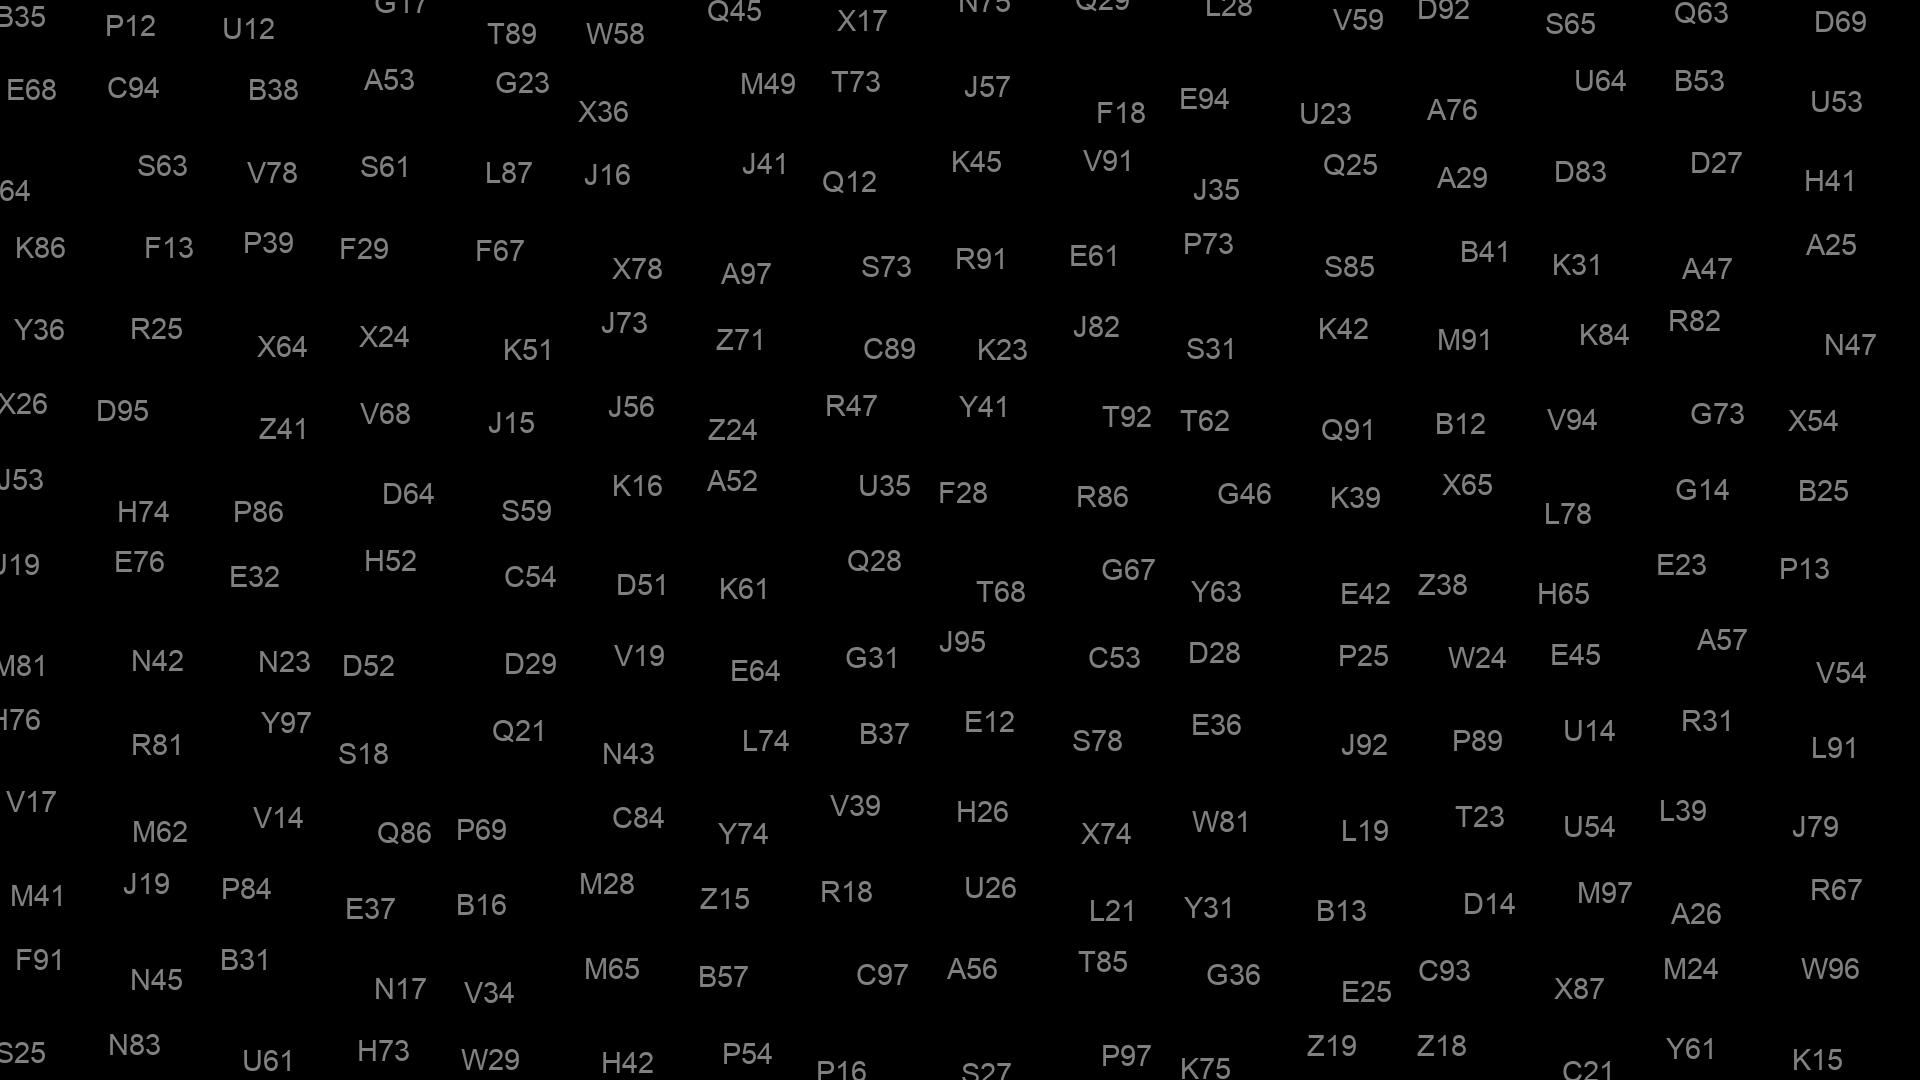 B35 P12 U12 G17 T89 W58 Q45 X17 N75 Q29 L28 V59 D92 S65 Q63 D69
E68 C94 B38 A53 G23 X36 M49 T73 J57 F18 E94 U23 A76 U64 B53 U53
64 S63 V78 S61 L87 J16 J41 Q12 K45 V91 J35 Q25 A29 D83 D27 H41
K86 F13 P39 F29 F67 X78 A97 S73 R91 E61 P73 S85 B41 K31 A47 A25
Y36 R25 X64 X24 K51 J73 Z71 C89 K23 J82 S31 K42 M91 K84 R82 N47
X26 D95 Z41 V68 J15 J56 Z24 R47 Y41 T92 T62 Q91 B12 V94 G73 X54
J53 H74 P86 D64 S59 K16 A52 U35 F28 R86 G46 K39 X65 L78 G14 B25
J19 E76 E32 H52 C54 D51 K61 Q28 T68 G67 Y63 E42 Z38 H65 E23 P13
M81 N42 N23 D52 D29 V19 E64 G31 J95 C53 D28 P25 W24 E45 A57 V54
H76 R81 Y97 S18 Q21 N43 L74 B37 E12 S78 E36 J92 P89 U14 R31 L91
V17 M62 V14 Q86 P69 C84 Y74 V39 H26 X74 W81 L19 T23 U54 L39 J79
M41 J19 P84 E37 B16 M28 Z15 R18 U26 L21 Y31 B13 D14 M97 A26 R67
F91 N45 B31 N17 V34 M65 B57 C97 A56 T85 G36 E25 C93 X87 M24 W96
S25 N83 U61 H73 W29 H42 P54 P16 S27 P97 K75 Z19 Z18 C21 Y61 K15